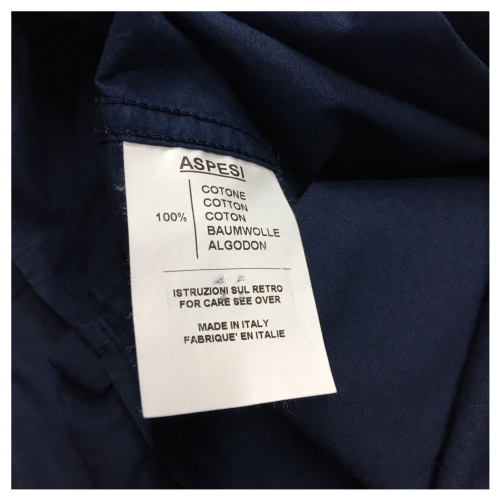 ASPESI
COTONE
COTTON
100% COTON
BAUMWOLLE
ALGODON
ISTRUZIONI SUL RETRO
FOR CARE SEE OVER
MADE IN ITALY
FABRIQUE' EN ITALIE